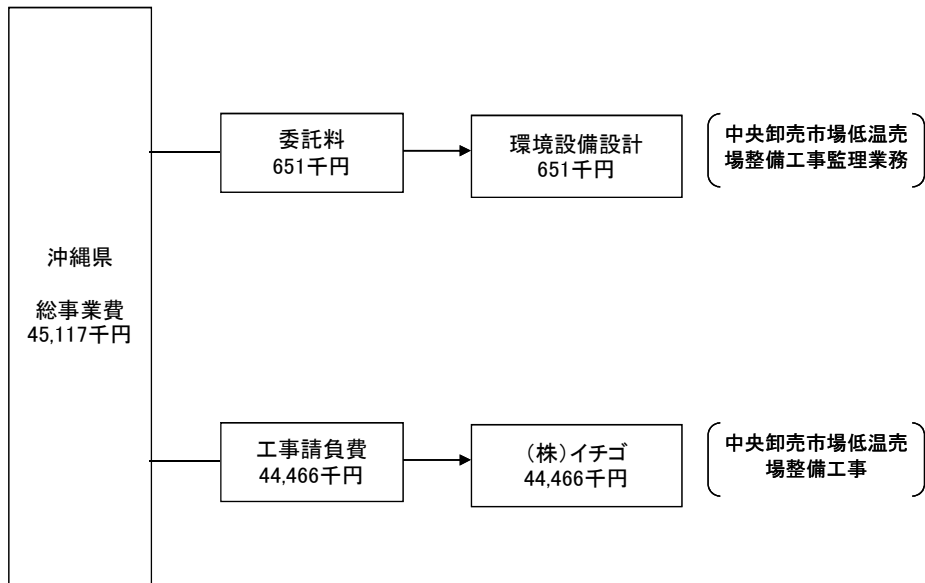 沖縄県
総事業費
45,117千円
委託料
651千円
環境設備設計
651千円
中央卸売市場低温売
場整備工事監理業務
工事請負費
44,466千円
(株)イチゴ
44,466千円
中央卸売市場低温売
場整備工事